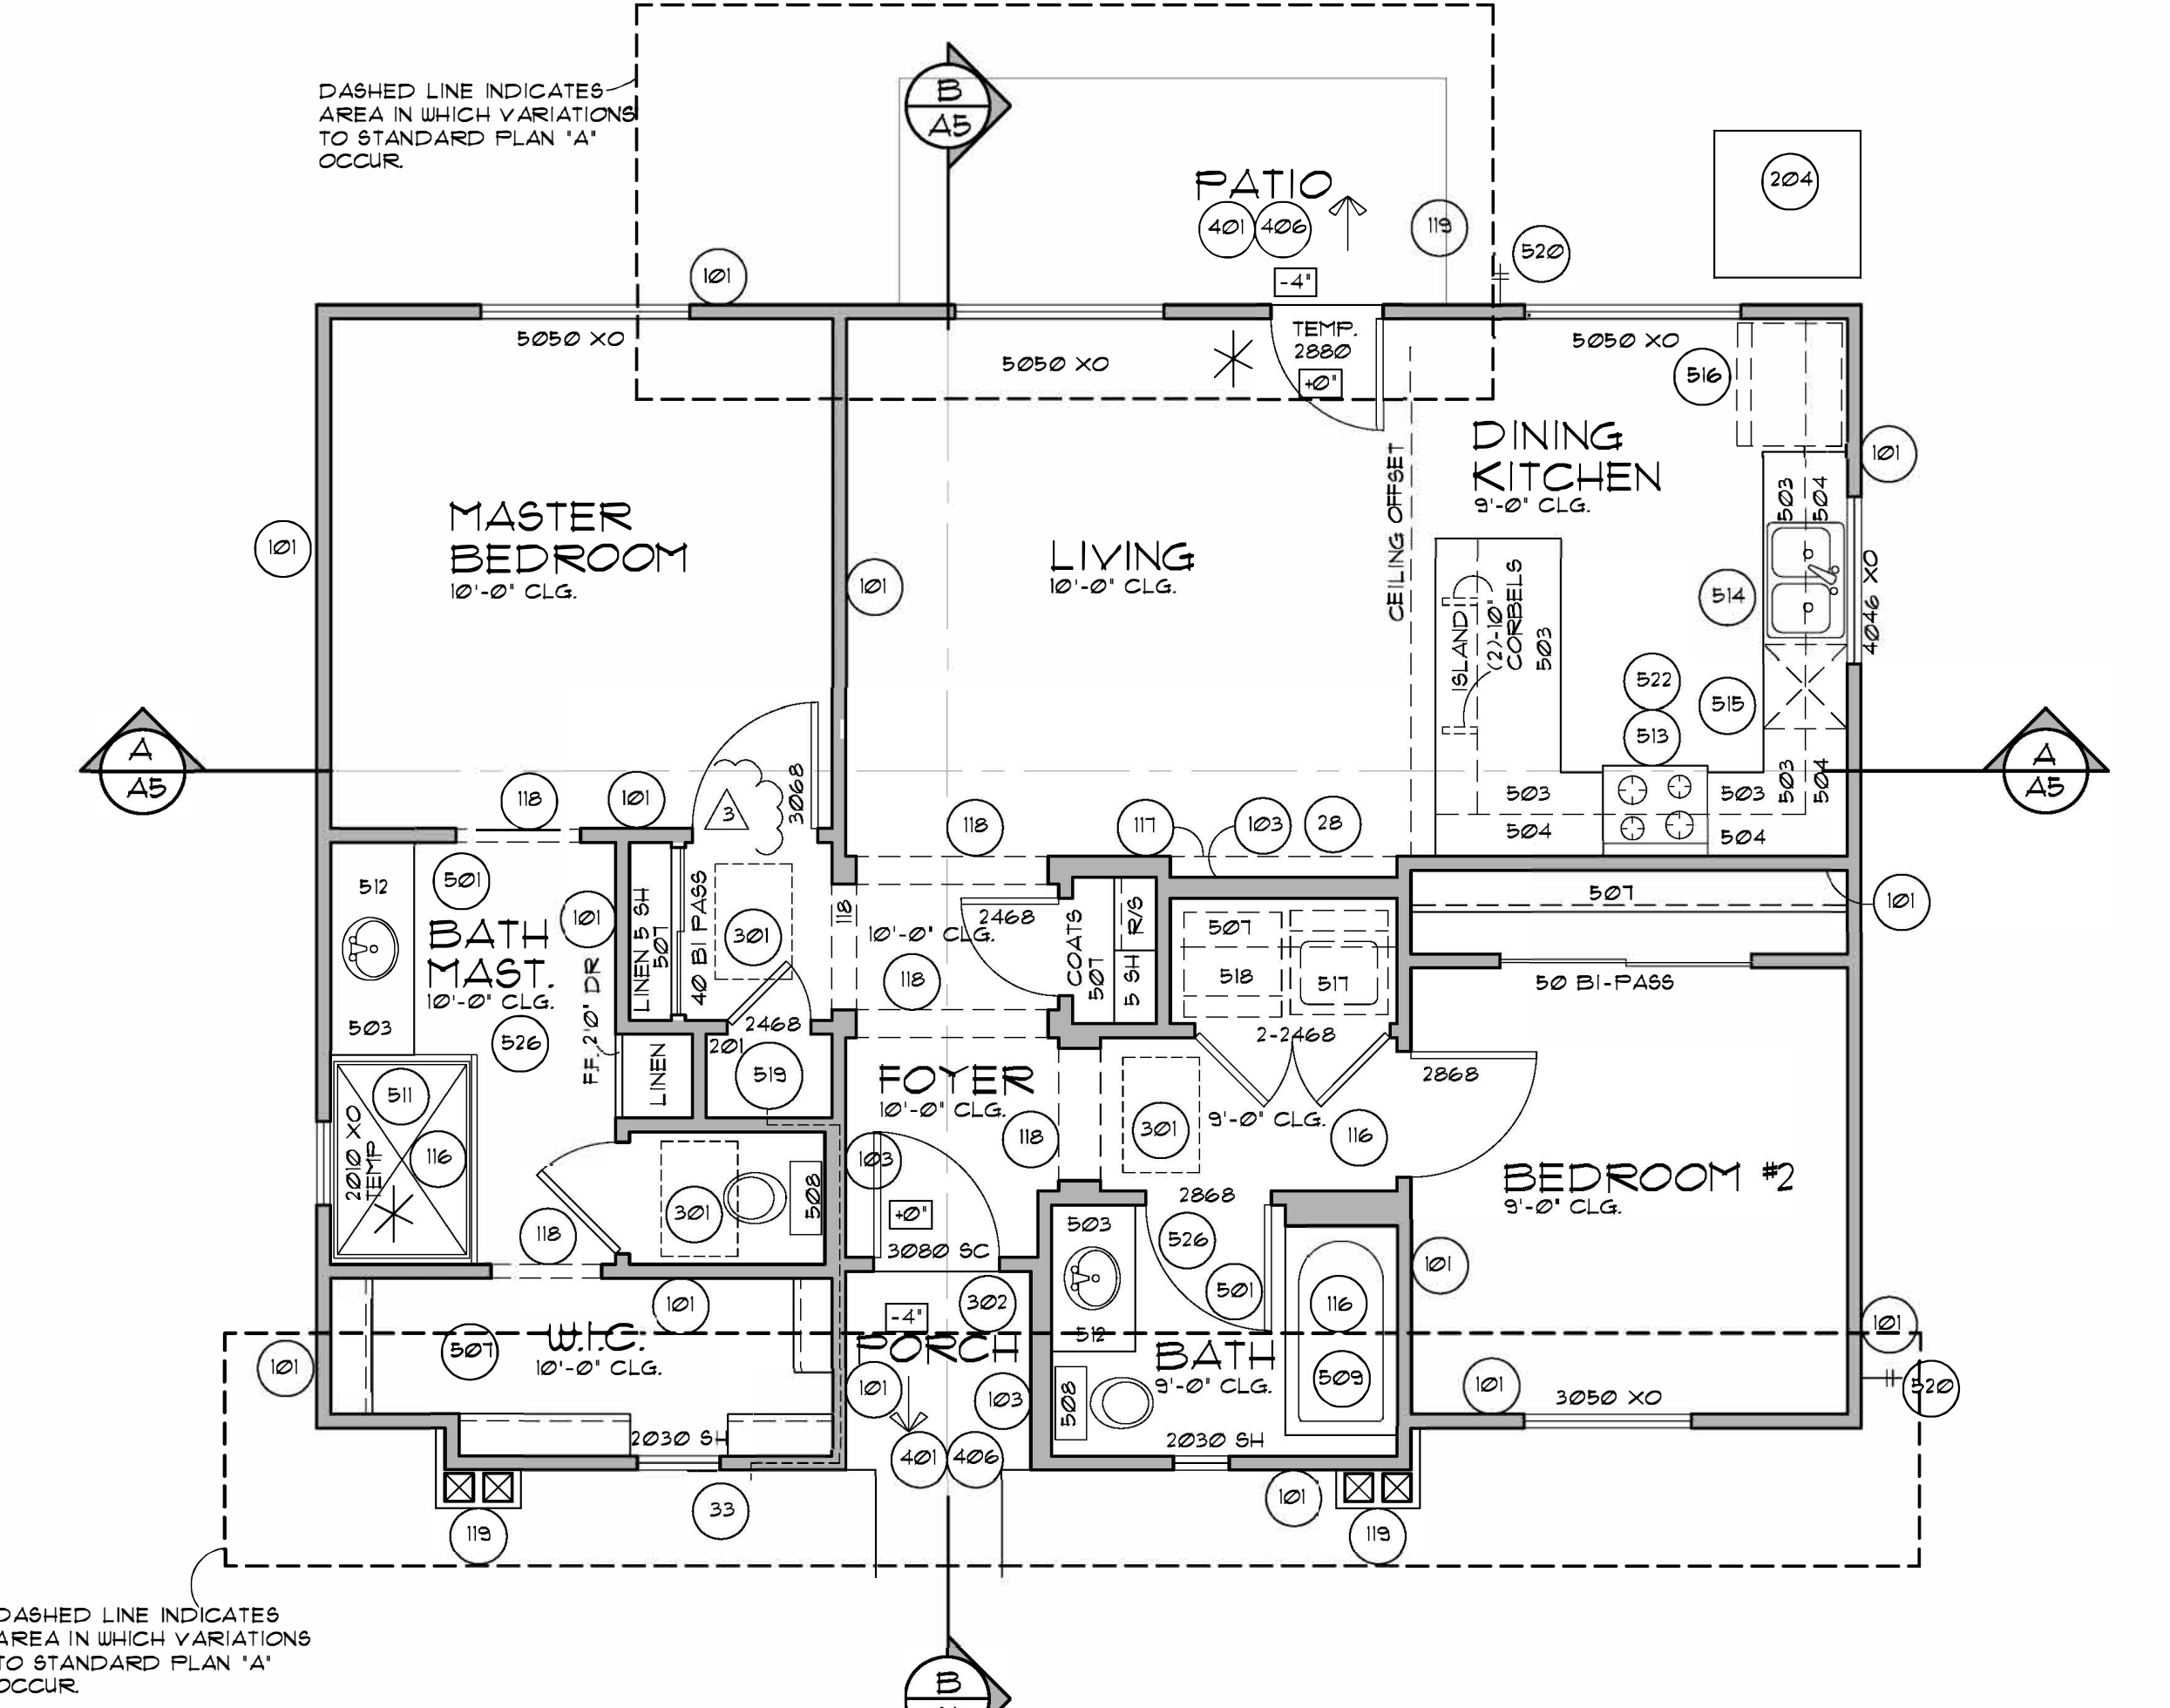 DASHED LINE INDICATES
AREA IN WHICH VARIATIONS
TO STANDARD PLAN "A"
OCCUR.
B
A5
PATIO
401
406
119
204
520
101
-4"
5050 XO
5050 XO
TEMP.
2880
+0"
5050 XO
516
DINING
KITCHEN
9'-0" CLG.
101
MASTER
BEDROOM
10'-0" CLG.
101
101
LIVING
10'-0" CLG.
CEILING OFFSET
503
504
514
4046 XO
ISLAND
(2)-10"
CORBELS
503
522
513
515
A
A5
A
A5
118
101
3
3068
118
117
103
28
503
504
503
504
503
504
512
501
101
BATH
MAST.
10'-0" CLG.
503
526
LINEN 5 SH
507
40 BI PASS
301
118
10'-0" CLG.
2468
118
COATS
507
R/S
5 SH
507
518
517
507
101
50 BI-PASS
F.F. 2'0" DR
LINEN
2468
201
519
2-2468
2868
511
116
2010 XO
TEMP
FOYER
10'-0" CLG.
118
301
9'-0" CLG.
116
103
301
508
118
+0"
3080 SC
2868
BEDROOM #2
9'-0" CLG.
503
526
501
512
116
509
101
101
302
-4"
PORCH
W.I.C.
10'-0" CLG.
507
101
101
103
BATH
9'-0" CLG.
508
101
3050 XO
101
520
2030 SH
401
406
2030 SH
33
119
101
119
DASHED LINE INDICATES
AREA IN WHICH VARIATIONS
TO STANDARD PLAN "A"
OCCUR.
B